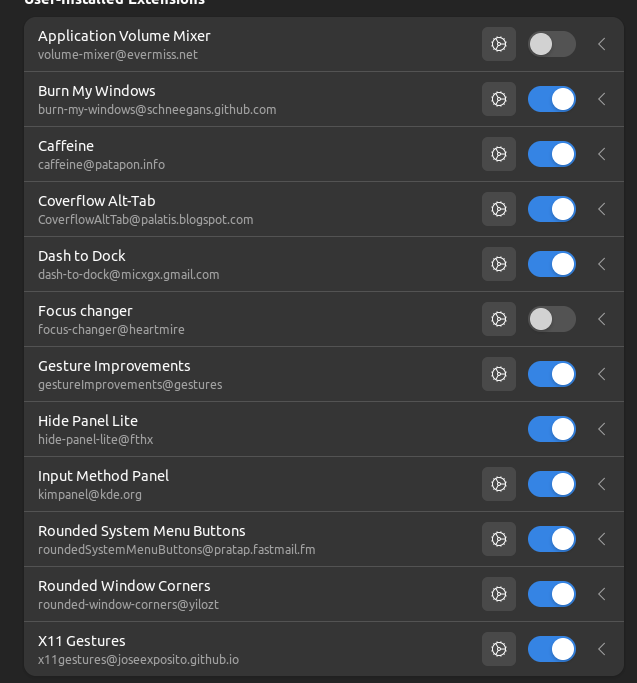 User-Installed Extensions
Application Volume Mixer
volume-mixer@evermiss.net
Burn My Windows
burn-my-windows@schneegans.github.com
Caffeine
caffeine@patapon.info
Coverflow Alt-Tab
CoverflowAltTab@palatis.blogspot.com
Dash to Dock
dash-to-dock@micxgx.gmail.com
Focus changer
focus-changer@heartmire
Gesture Improvements
gestureImprovements@gestures
Hide Panel Lite
hide-panel-lite@fthx
Input Method Panel
kimpanel@kde.org
Rounded System Menu Buttons
roundedSystemMenuButtons@pratap.fastmail.fm
Rounded Window Corners
rounded-window-corners@yilozt
X11 Gestures
x11gestures@joseexposito.github.io